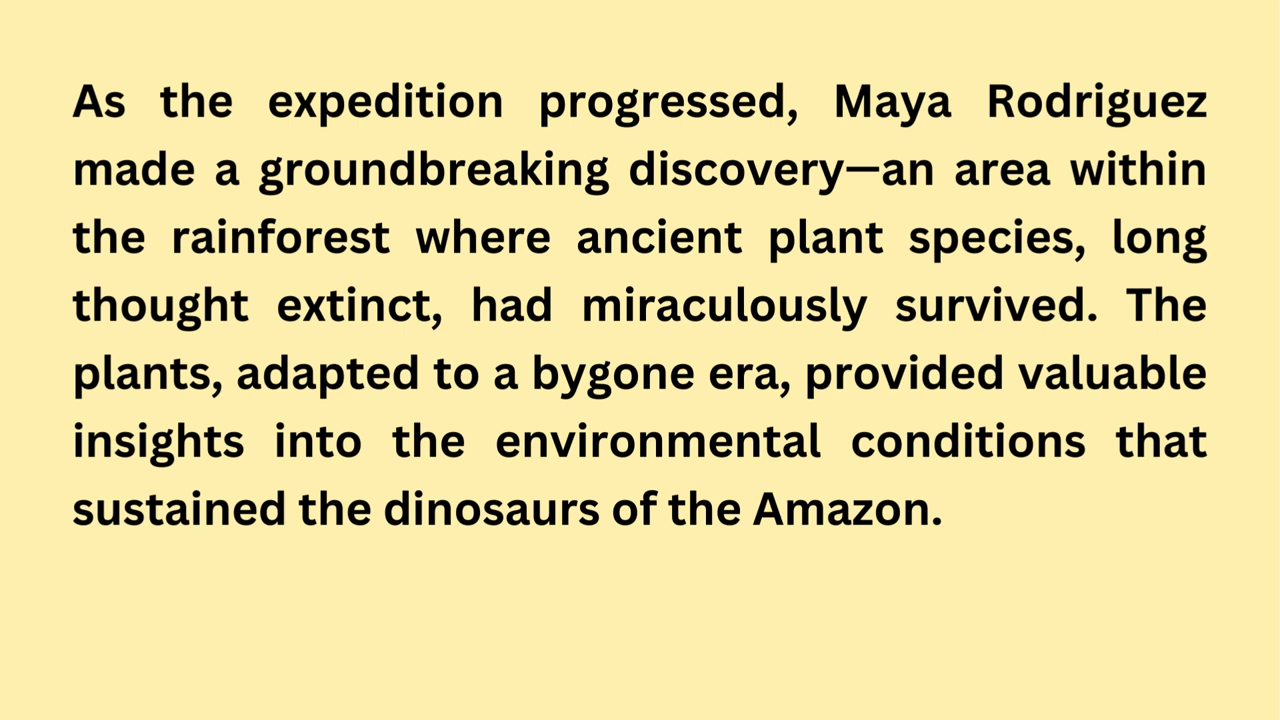 As the expedition progressed, Maya Rodriguez
made a groundbreaking discovery—an area within
the rainforest where ancient plant species, long
thought extinct, had miraculously survived. The
plants, adapted to a bygone era, provided valuable
insights into the environmental conditions that
sustained the dinosaurs of the Amazon.